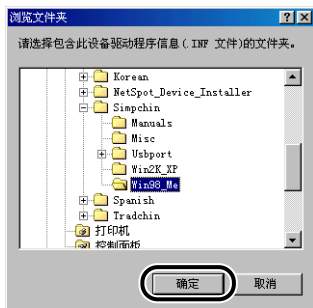 浏览文件夹
请选择包含此设备驱动程序信息(.INF 文件)的文件夹。
Korean
NetSpot_Device_Installer
Simpchin
Manuals
Misc
Usbport
Win2K_XP
Win98_Me
Spanish
Tradchin
打印机
控制面板
确定
取消